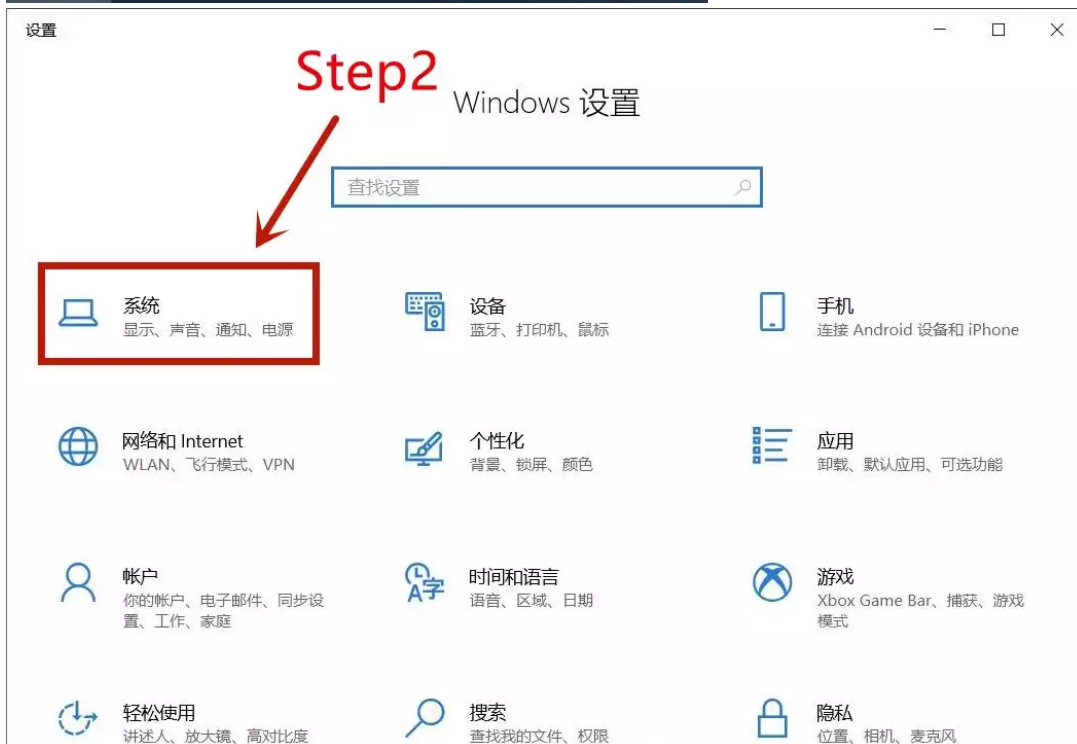 设置
Step2
Windows 设置
查找设置
系统
显示、声音、通知、电源
设备
蓝牙、打印机、鼠标
手机
连接 Android 设备和 iPhone
网络和 Internet
WLAN、飞行模式、VPN
个性化
背景、锁屏、颜色
应用
卸载、默认应用、可选功能
帐户
你的帐户、电子邮件、同步设
置、工作、家庭
时间和语言
语音、区域、日期
游戏
Xbox Game Bar、捕获、游戏
模式
轻松使用
讲述人、放大镜、高对比度
搜索
查找我的文件、权限
隐私
位置、相机、麦克风